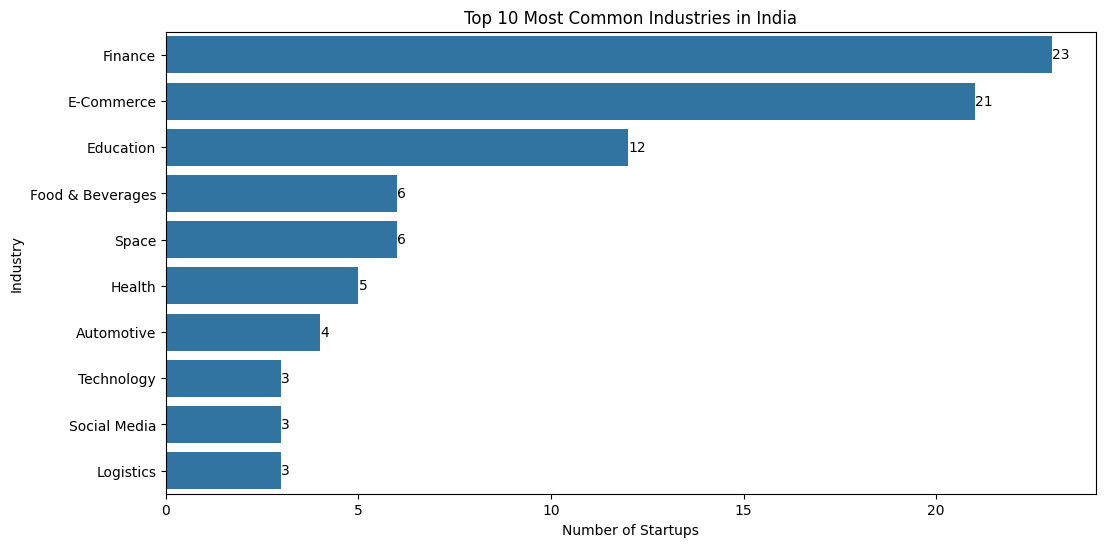 Top 10 Most Common Industries in India
Finance 23
E-Commerce 21
Education 12
Food & Beverages 6
Space 6
Health 5
Automotive 4
Technology 3
Social Media 3
Logistics 3
Industry
0 5 10 15 20
Number of Startups